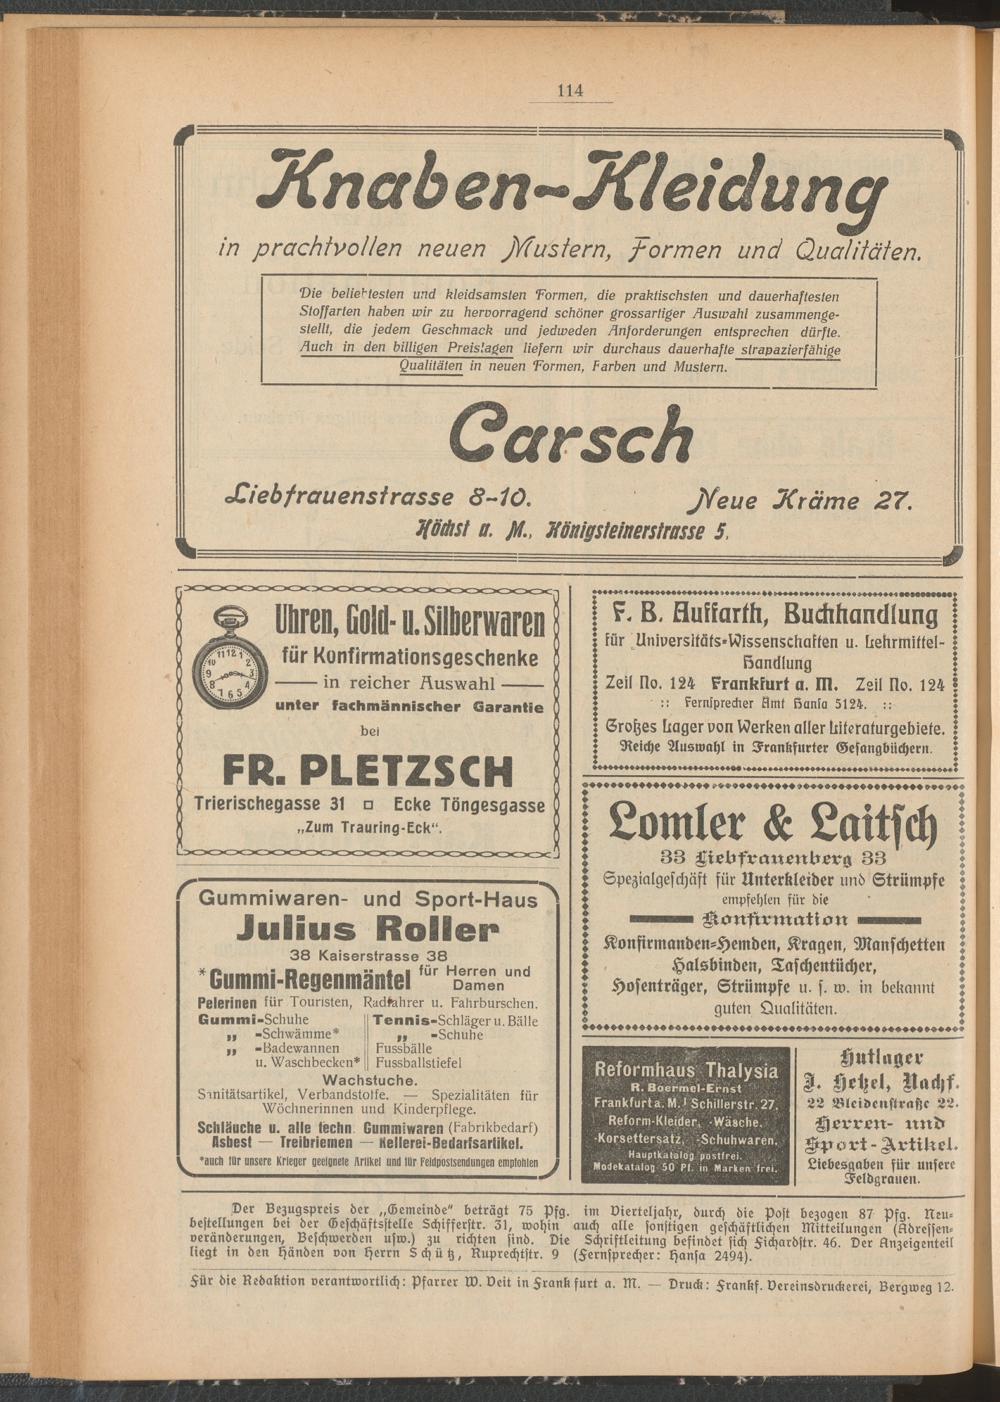 114
Knaben-Kleidung
in prachtvollen neuen Mustern, Formen und Qualitäten.
Die beliebtesten und kleidsamsten Formen, die praktischsten und dauerhaftesten
Stoffarten haben wir zu hervorragend schöner grossartiger Auswahl zusammenge-
stellt, die jedem Geschmack und jedweden Anforderungen entsprechen dürfte.
Auch in den billigen Preislagen liefern wir durchaus dauerhafte strapazierfähige
Qualitäten in neuen Formen, Farben und Mustern.
Carsch
Liebfrauenstrasse 8-10.
Neue Kräme 27.
Höchst a. M., Königsteinerstrasse 5.
Uhren, Gold- u. Silberwaren
für Konfirmationsgeschenke
in reicher Auswahl
unter fachmännischer Garantie
bei
FR. PLETZSCH
Trierischegasse 31 □ Ecke Töngesgasse
„Zum Trauring-Eck“.
Gummiwaren- und Sport-Haus
Julius Roller
38 Kaiserstrasse 38
*Gummi-Regenmäntel für Herren und Damen
Pelerinen für Touristen, Radfahrer u. Fahrburschen.
Gummi-Schuhe
„ -Schwämme*
„ -Badewannen
u. Waschbecken*
Tennis-Schläger u. Bälle
„ -Schuhe
Fussbälle
Fussballstiefel
Wachstuche.
Sanitätsartikel, Verbandstoffe. — Spezialitäten für
Wöchnerinnen und Kinderpflege.
Schläuche u. alle techn. Gummiwaren (Fabrikbedarf)
Asbest — Treibriemen — Kellerei-Bedarfsartikel.
*auch für unsere Krieger geeignete Artikel und für Feldpostsendungen empfohlen
F. B. Auffarth, Buchhandlung
für Universitäts-Wissenschaften u. Lehrmittel-
Handlung
Zeil No. 124 Frankfurt a. M. Zeil No. 124
:: Fernsprecher Amt Hansa 5124. ::
Großes Lager von Werken aller Literaturgebiete.
Reiche Auswahl in Frankfurter Gesangbüchern.
Lomler & Laitsch
33 Liebfrauenberg 33
Spezialgeschäft für Unterkleider und Strümpfe
empfehlen für die
Konfirmation
Konfirmanden-Hemden, Kragen, Manschetten
Halsbinden, Taschentücher,
Hosenträger, Strümpfe u. s. w. in bekannt
guten Qualitäten.
Reformhaus Thalysia
R. Boermel-Ernst
Frankfurt a. M. Schillerstr. 27.
Reform-Kleider, -Wäsche,
-Korsettersatz, -Schuhwaren.
Hauptkatalog postfrei.
Modekatalog 50 Pf. in Marken frei.
Hutlager
J. Hetzel, Nachf.
22 Bleidenstraße 22.
Herren- und
Sport-Artikel.
Liebesgaben für unsere
Feldgrauen.
Der Bezugspreis der „Gemeinde“ beträgt 75 Pfg. im Vierteljahr, durch die Post bezogen 87 Pfg. Neu-
bestellungen bei der Geschäftsstelle Schifferstr. 31, wohin auch alle sonstigen geschäftlichen Mitteilungen (Adressen-
veränderungen, Beschwerden usw.) zu richten sind. Die Schriftleitung befindet sich Fichardstr. 46. Der Anzeigenteil
liegt in den Händen von Herrn Schütz, Ruprechtstr. 9 (Fernsprecher: Hansa 2494).
Für die Redaktion verantwortlich: Pfarrer W. Veit in Frankfurt a. M. — Druck: Frankf. Vereinsdruckerei, Bergweg 12.